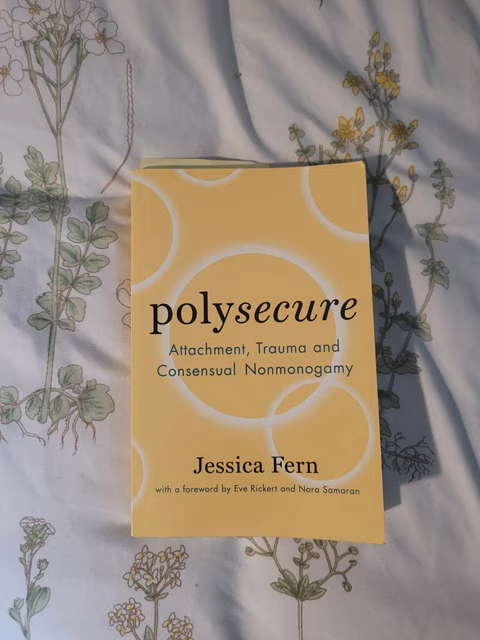 polysecure
Attachment, Trauma and
Consensual Nonmonogamy
Jessica Fern
with a foreword by Eve Rickert and Nora Samaran